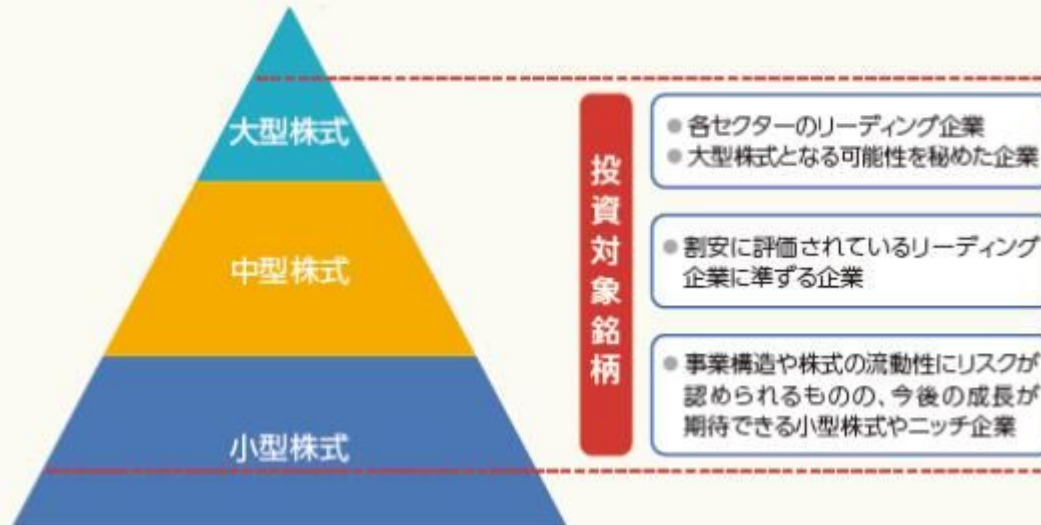 大型株式
中型株式
小型株式
投資対象銘柄
● 各セクターのリーディング企業
● 大型株式となる可能性を秘めた企業
● 割安に評価されているリーディング
企業に準ずる企業
● 事業構造や株式の流動性にリスクが
認められるものの、今後の成長が
期待できる小型株式やニッチ企業